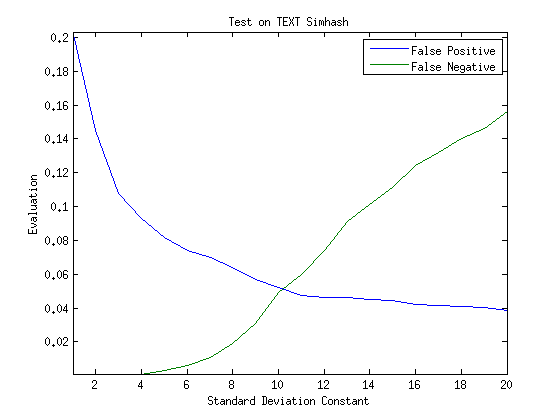 Test on TEXT Simhash
False Positive
False Negative
Evaluation
0.2
0.18
0.16
0.14
0.12
0.1
0.08
0.06
0.04
0.02
2 4 6 8 10 12 14 16 18 20
Standard Deviation Constant